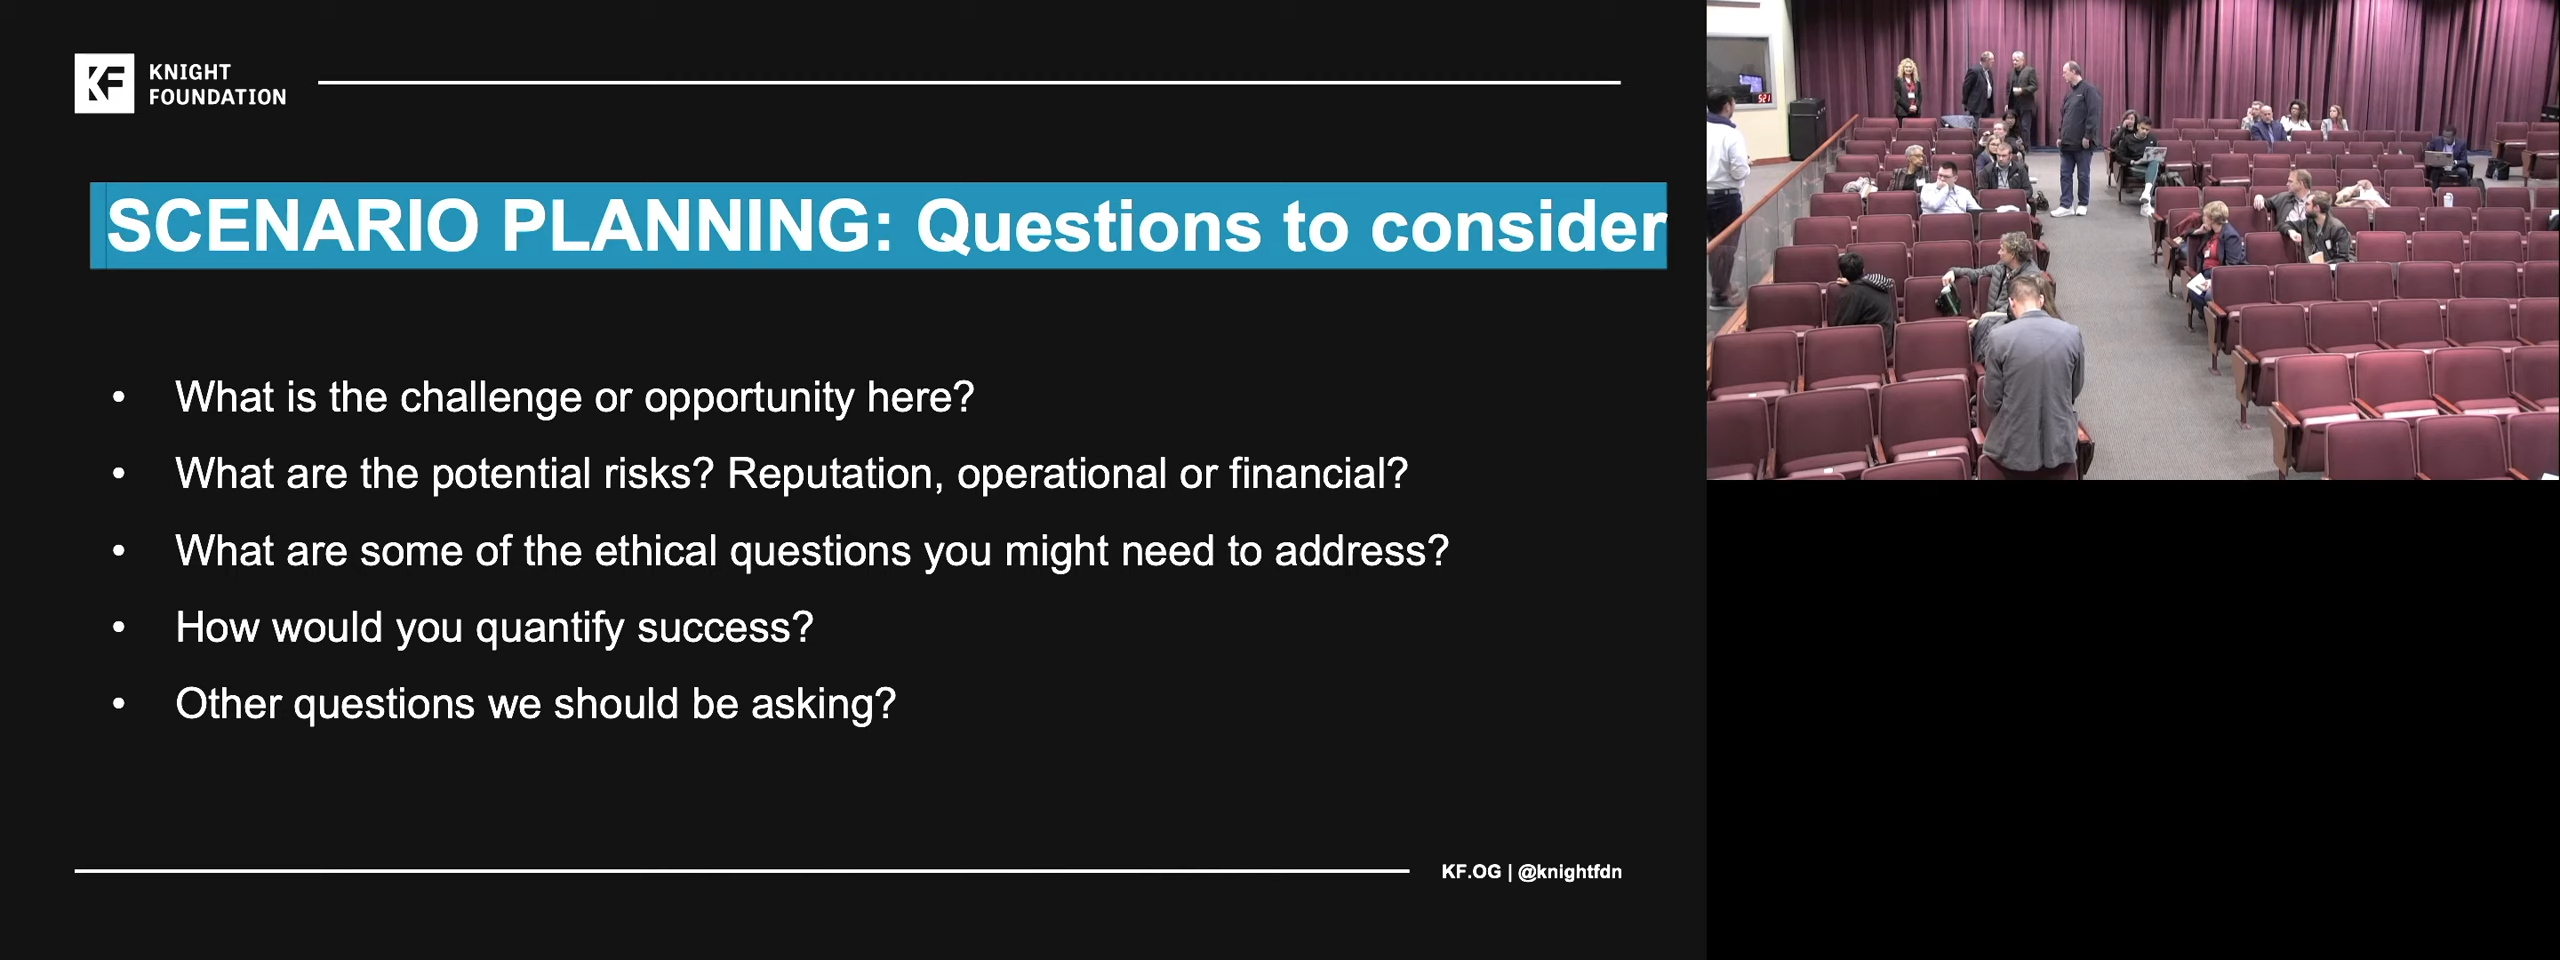 KNIGHT
FOUNDATION
SCENARIO PLANNING: Questions to consider
• What is the challenge or opportunity here?
• What are the potential risks? Reputation, operational or financial?
• What are some of the ethical questions you might need to address?
• How would you quantify success?
• Other questions we should be asking?
KF.OG | @knightfdn